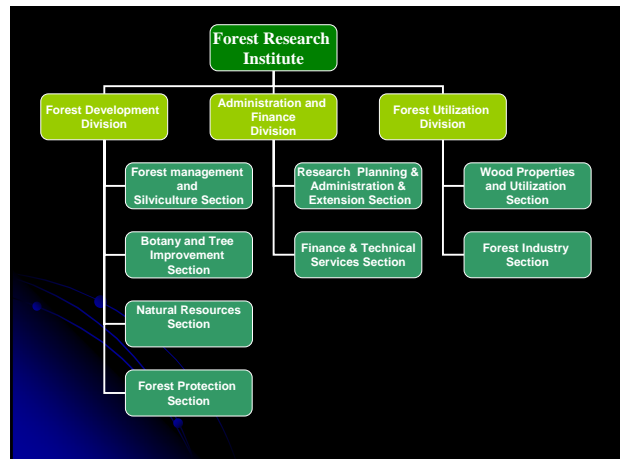 Forest Research
Institute
Forest Development
Division
Administration and
Finance
Division
Forest Utilization
Division
Forest management
and
Silviculture Section
Research Planning &
Administration &
Extension Section
Wood Properties
and Utilization
Section
Botany and Tree
Improvement
Section
Finance & Technical
Services Section
Forest Industry
Section
Natural Resources
Section
Forest Protection
Section